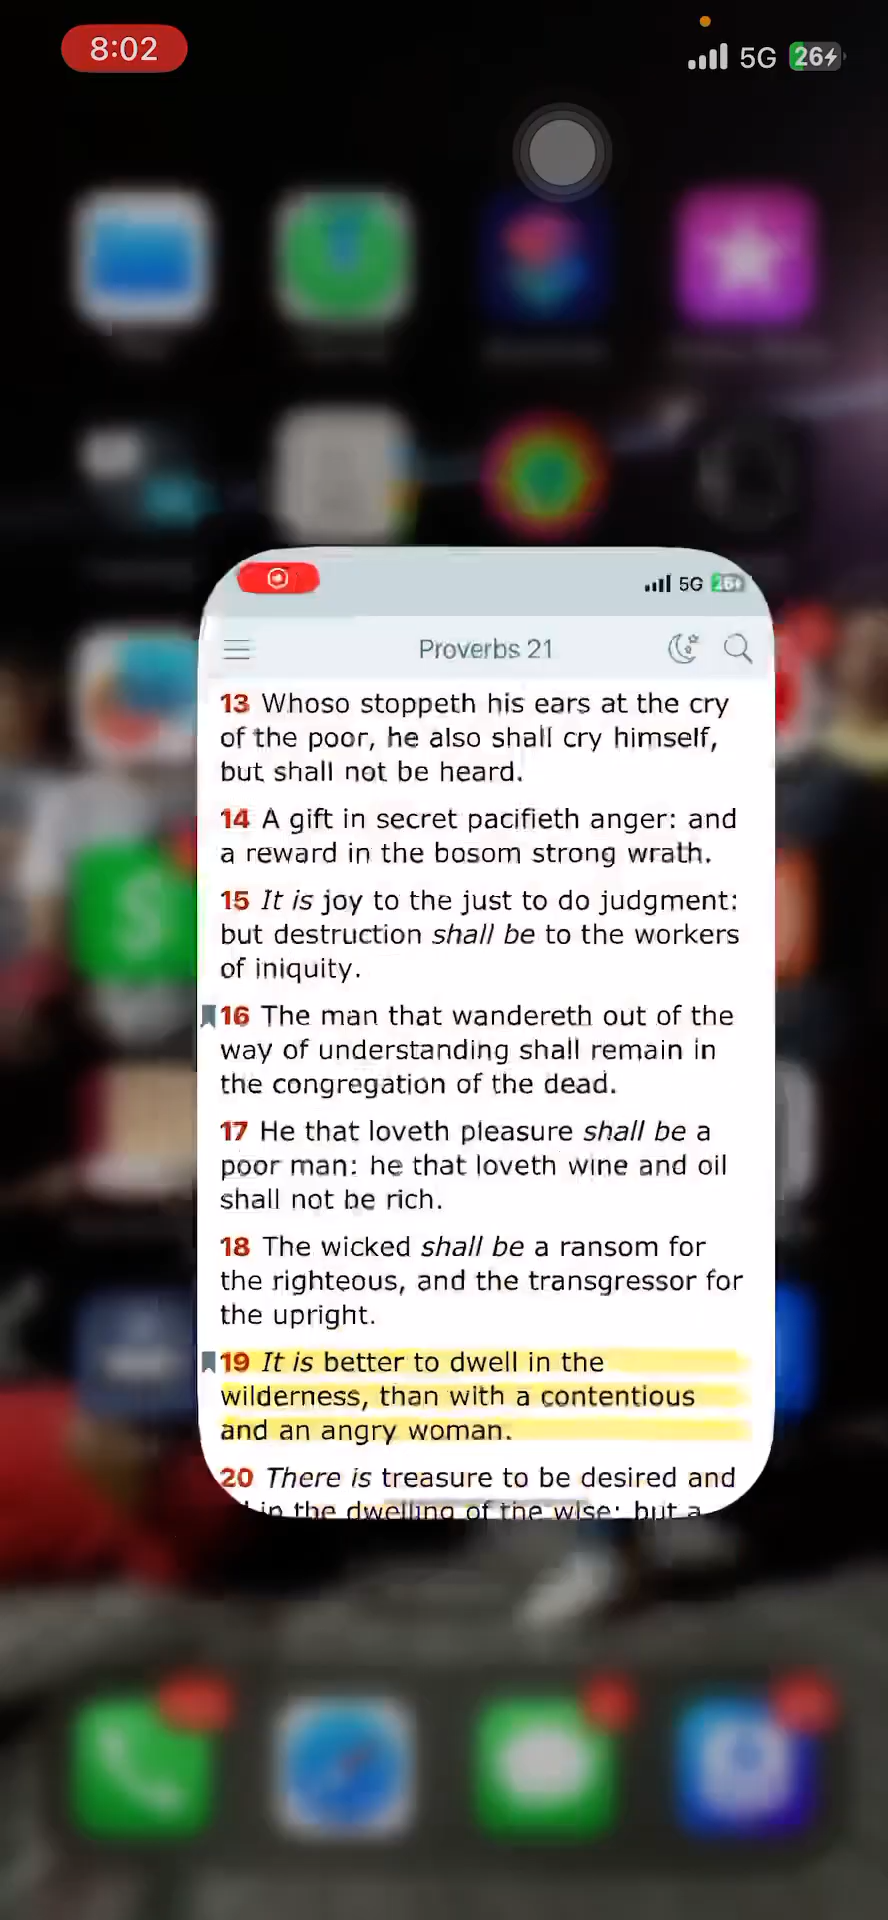 8:02
5G 26
5G
Proverbs 21
13 Whoso stoppeth his ears at the cry
of the poor, he also shall cry himself,
but shall not be heard.
14 A gift in secret pacifieth anger: and
a reward in the bosom strong wrath.
15 It is joy to the just to do judgment:
but destruction shall be to the workers
of iniquity.
16 The man that wandereth out of the
way of understanding shall remain in
the congregation of the dead.
17 He that loveth pleasure shall be a
poor man: he that loveth wine and oil
shall not be rich.
18 The wicked shall be a ransom for
the righteous, and the transgressor for
the upright.
19 It is better to dwell in the
wilderness, than with a contentious
and an angry woman.
20 There is treasure to be desired and
in the dwelling of the wise: but a